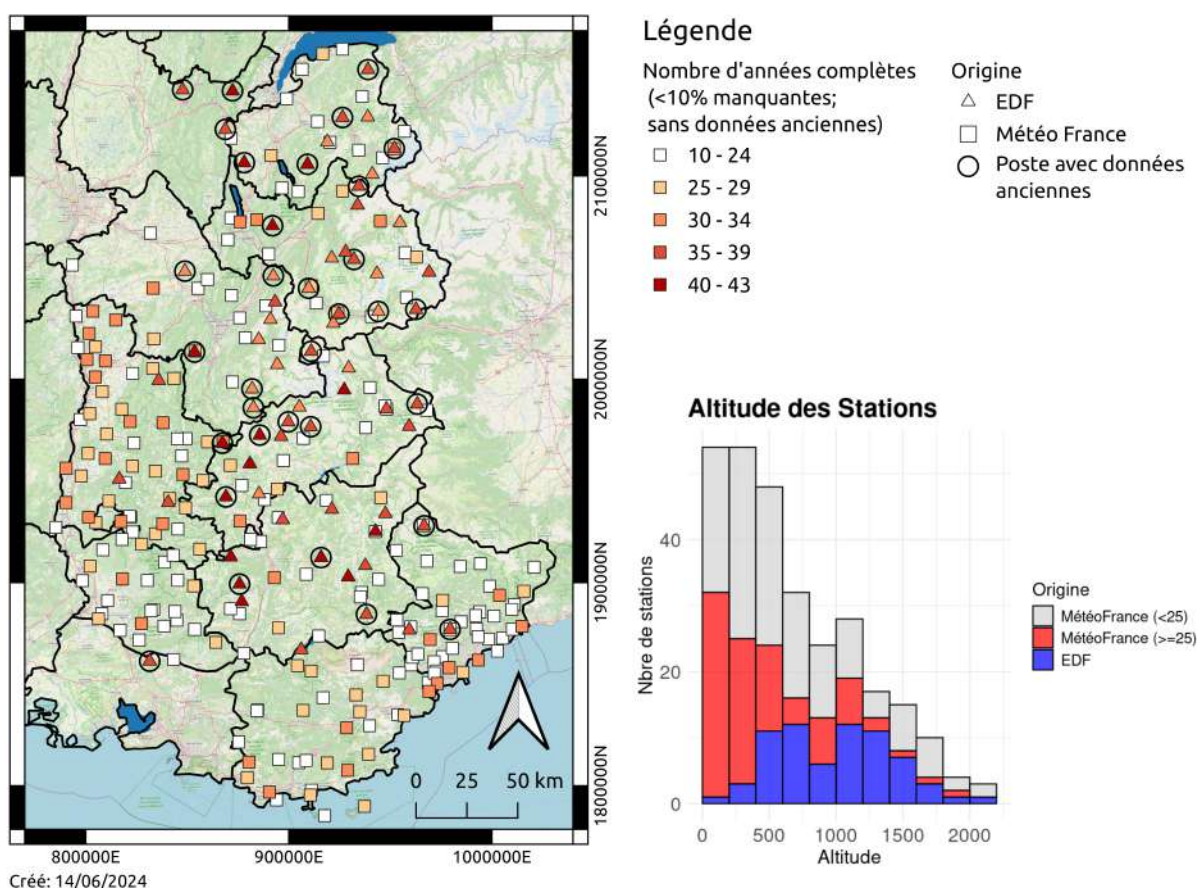 Légende
Nombre d'années complètes
(<10% manquantes;
sans données anciennes)
10 - 24
25 - 29
30 - 34
35 - 39
40 - 43
Origine
EDF
Météo France
Poste avec données
anciennes
2100000N
2000000N
1900000N
1800000N
0 25 50 km
800000E 900000E 1000000E
Créé: 14/06/2024
Altitude des Stations
Nbre de stations
40
20
0
0 500 1000 1500 2000
Altitude
Origine
MétéoFrance (<25)
MétéoFrance (>=25)
EDF